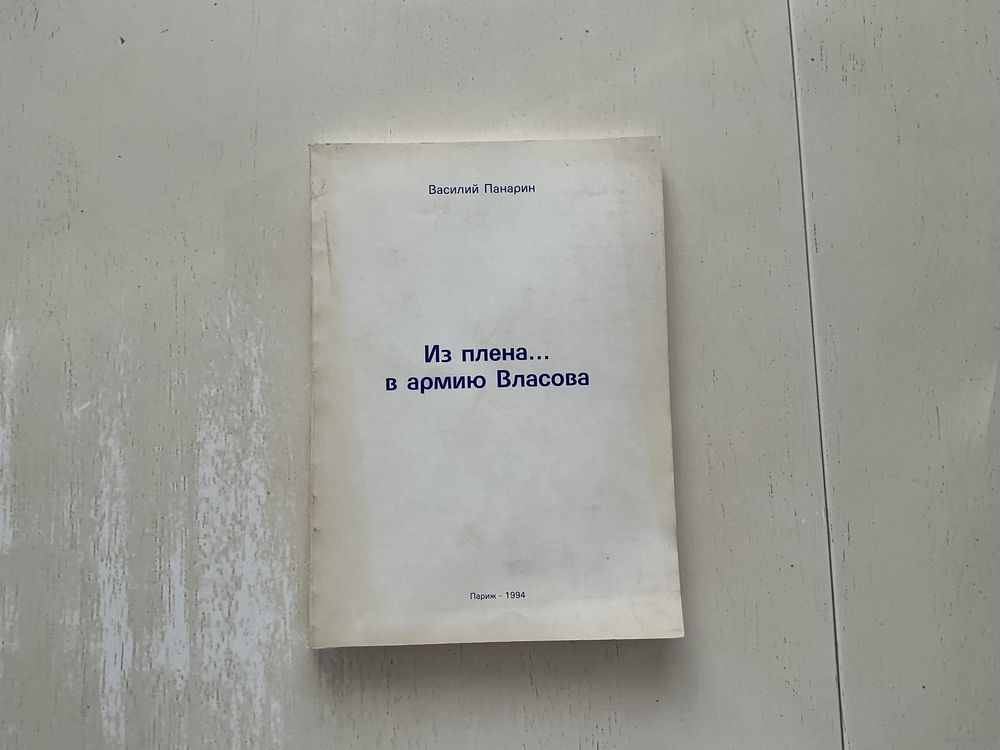 Василий Панарин
Из плена...
в армию Власова
Париж - 1994